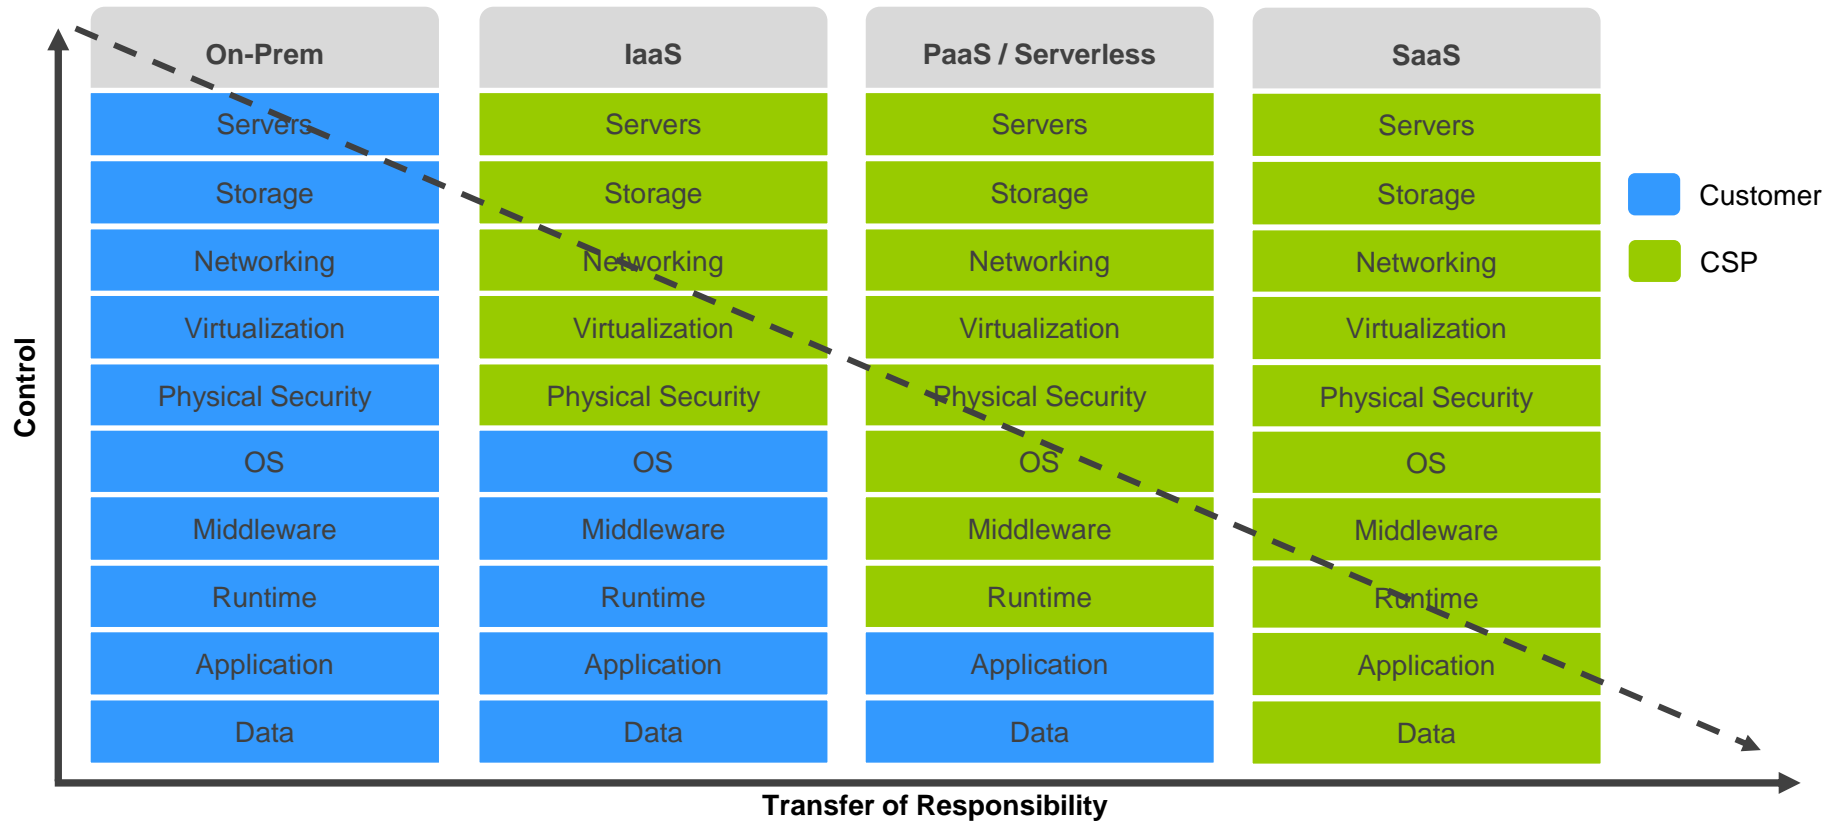 On-Prem
IaaS
PaaS / Serverless
SaaS
Servers
Servers
Servers
Servers
Storage
Storage
Storage
Storage
Networking
Networking
Networking
Networking
Virtualization
Virtualization
Virtualization
Virtualization
Physical Security
Physical Security
Physical Security
Physical Security
OS
OS
OS
OS
Middleware
Middleware
Middleware
Middleware
Runtime
Runtime
Runtime
Runtime
Application
Application
Application
Application
Data
Data
Data
Data
Customer
CSP
Control
Transfer of Responsibility